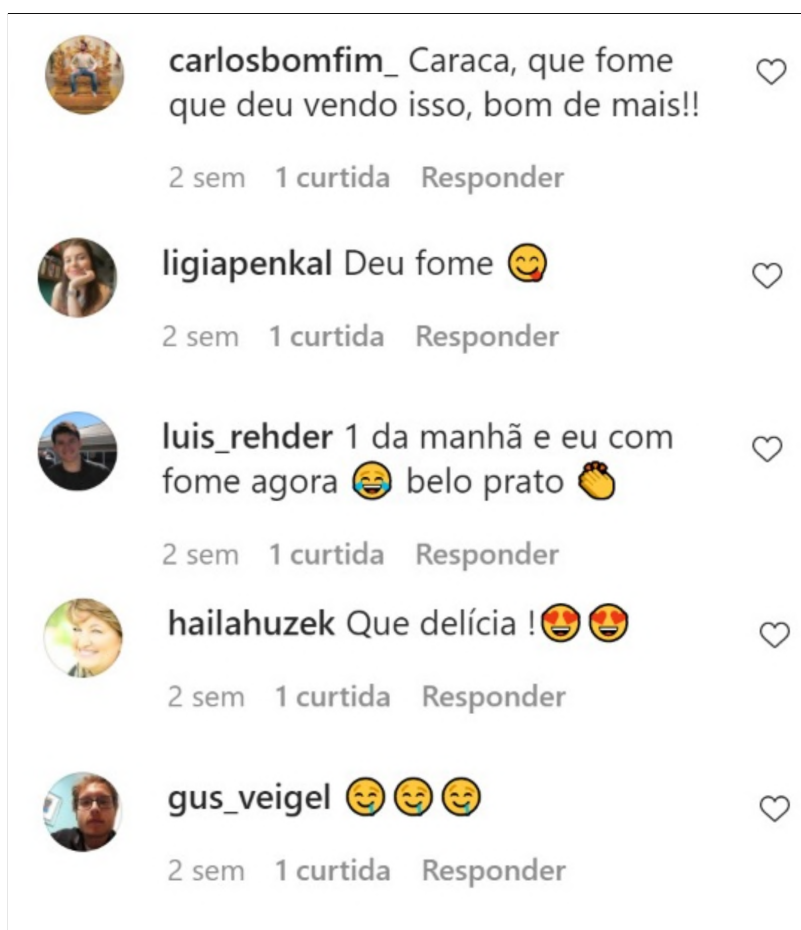 carlosbomfim_ Caraca, que fome
que deu vendo isso, bom de mais!!
2 sem 1 curtida Responder
ligiapenkal Deu fome 😋
2 sem 1 curtida Responder
luis_rehder 1 da manhã e eu com
fome agora 😂 belo prato 👏
2 sem 1 curtida Responder
hailahuzek Que delícia !😍😍
2 sem 1 curtida Responder
gus_veigel 🤤🤤🤤
2 sem 1 curtida Responder